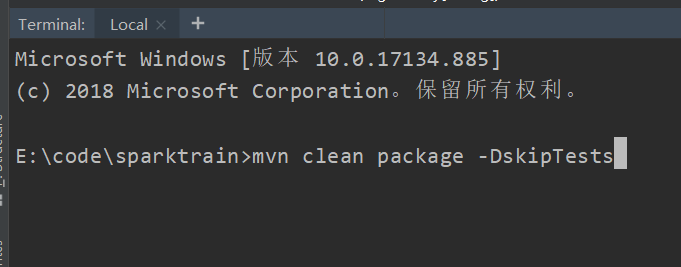 Terminal: Local × +
Microsoft Windows [版本 10.0.17134.885]
(c) 2018 Microsoft Corporation。保留所有权利。
E:\code\sparktrain>mvn clean package -DskipTests
Z: Structure